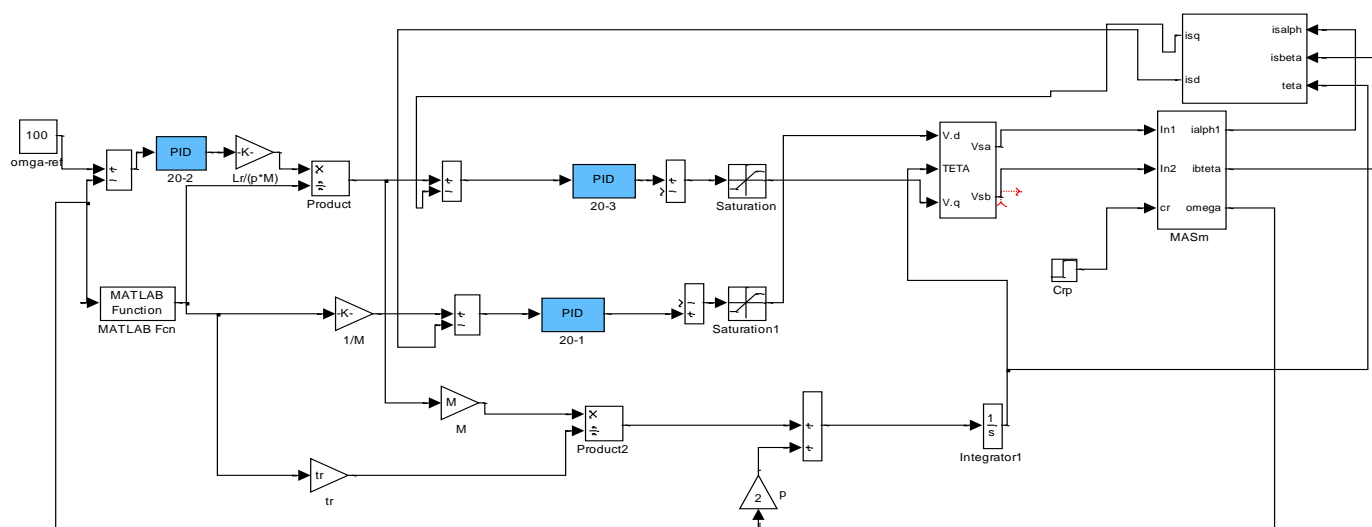 isq
isalph
isbeta
isd
teta
100
omga-ref
PID
20-2
-K-
Lr/(p*M)
Product
PID
20-3
Saturation
V.d
Vsa
TETA
Vsb
V.q
In1
ialph1
In2
ibteta
cr
omega
MASm
Crp
MATLAB
Function
MATLAB Fcn
-K-
1/M
PID
20-1
Saturation1
M
M
Product2
1
s
Integrator1
tr
tr
2
p